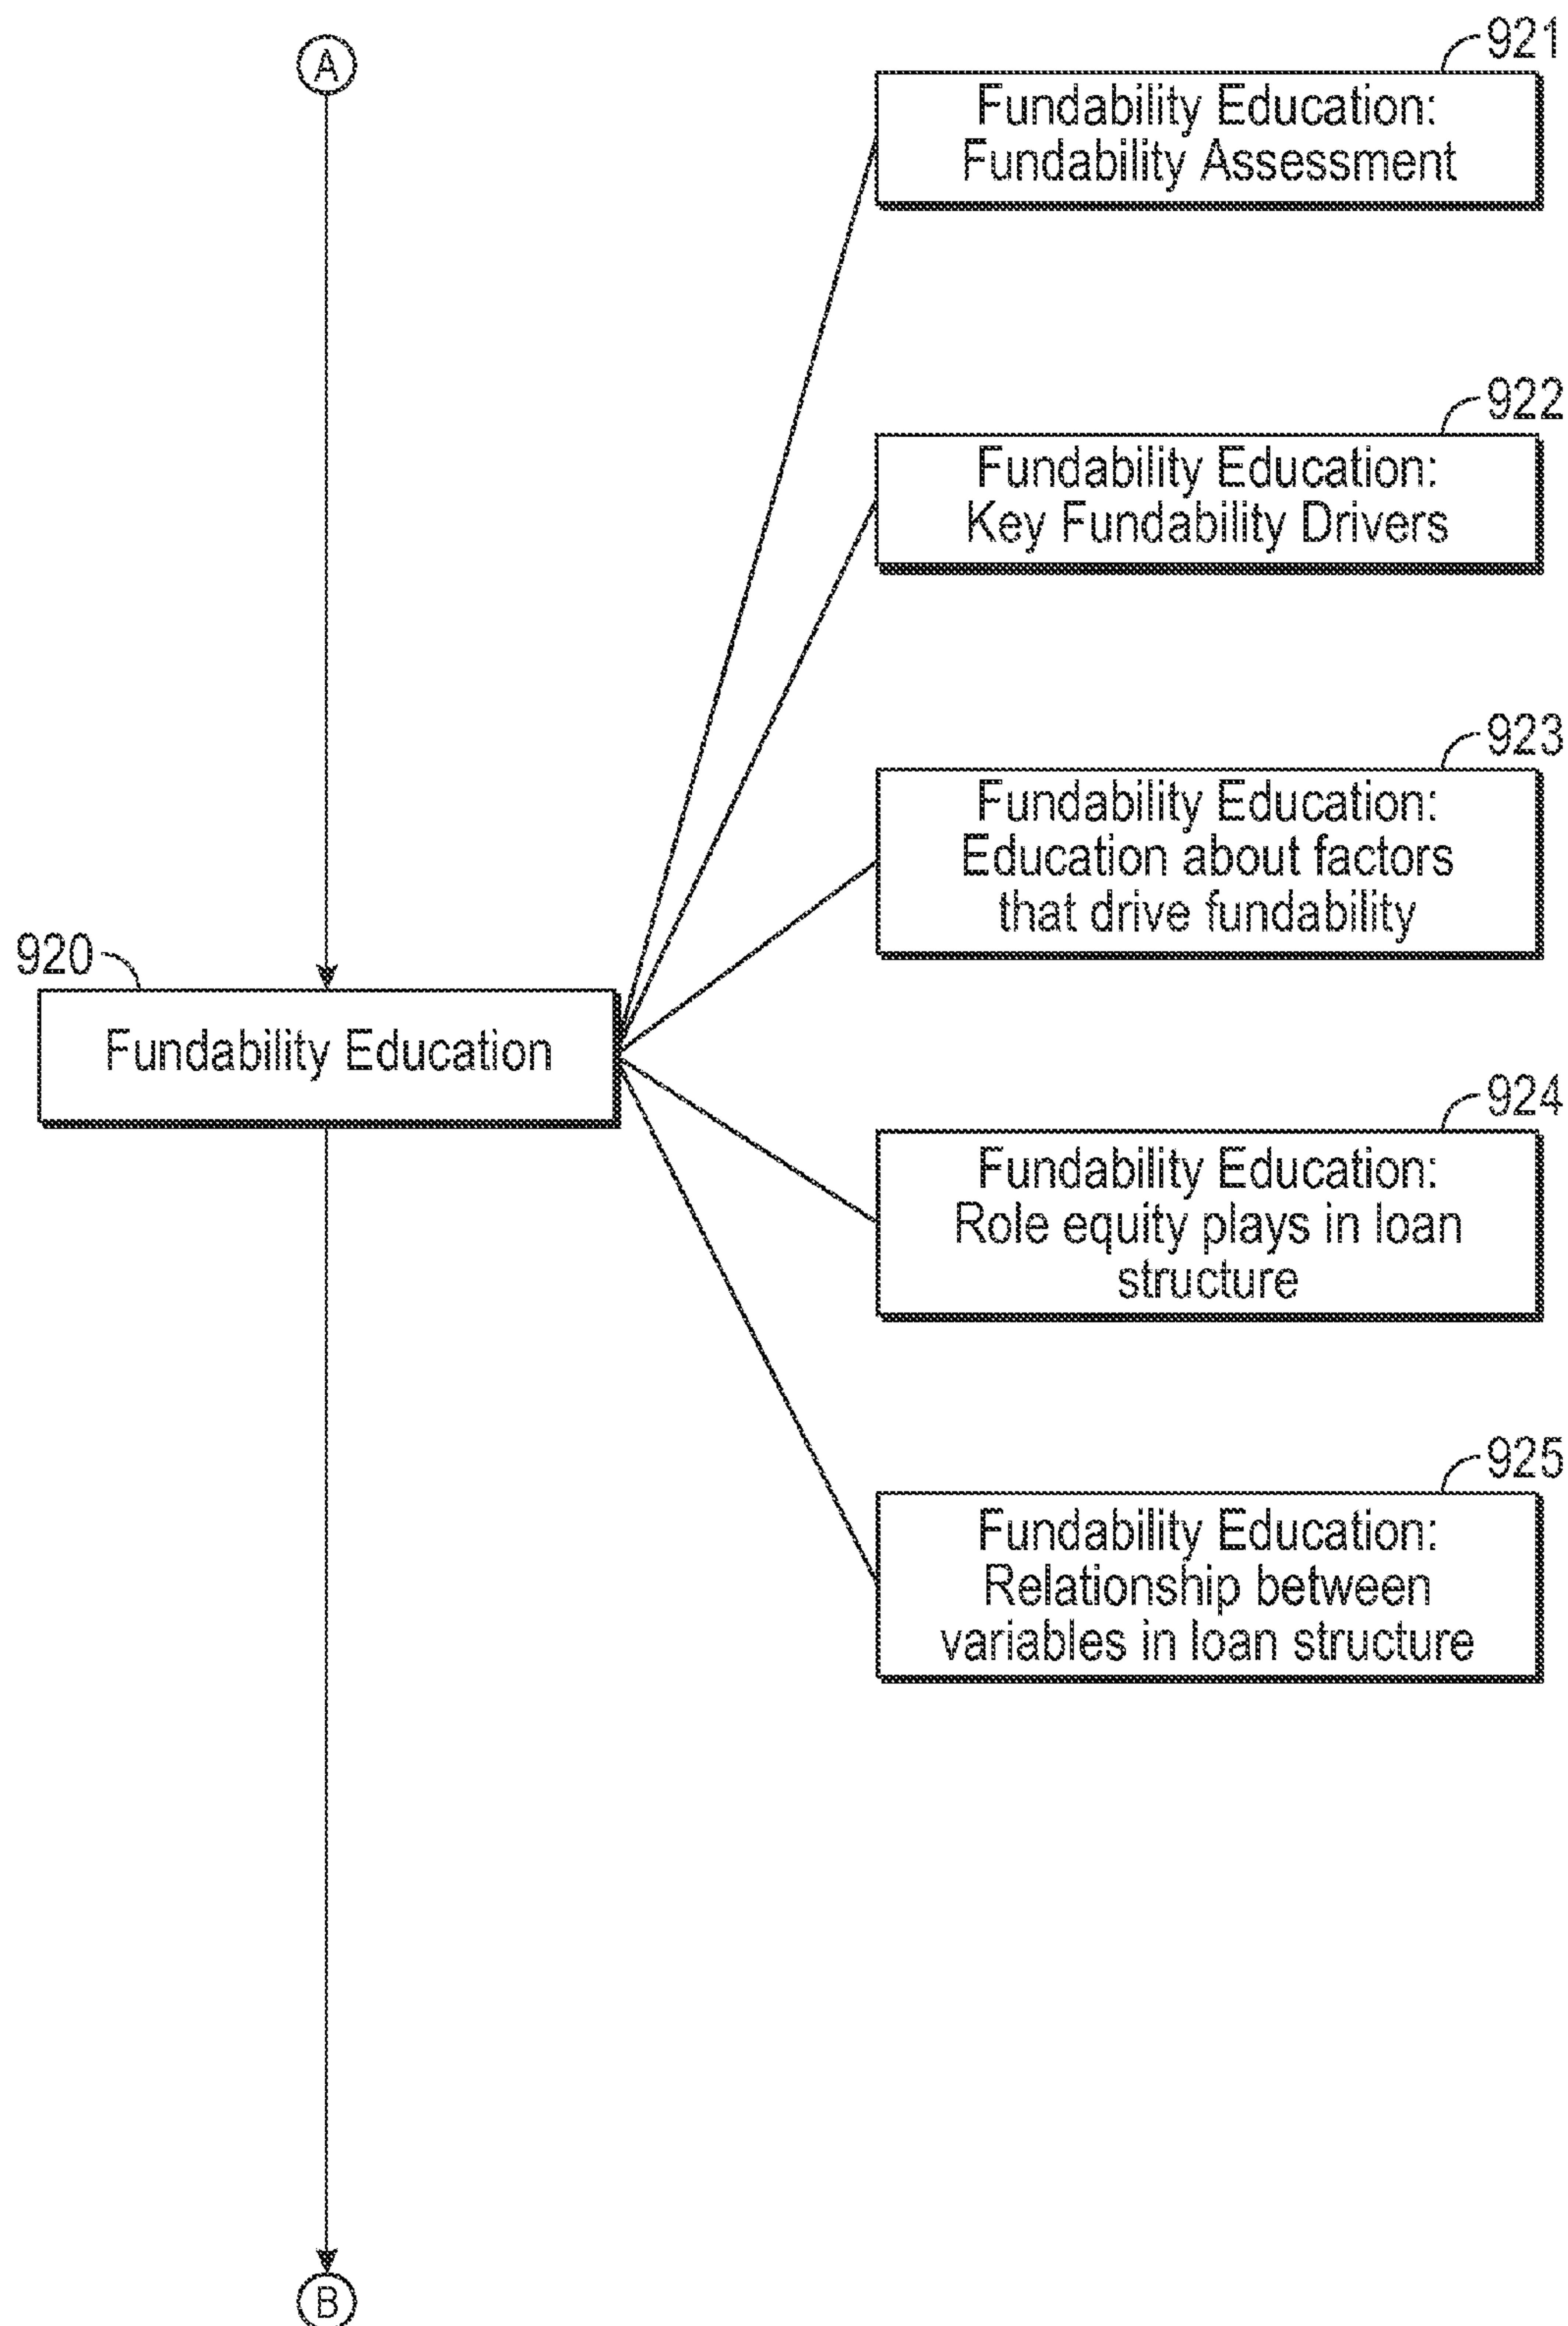 A
921
Fundability Education:
Fundability Assessment
922
Fundability Education:
Key Fundability Drivers
923
Fundability Education:
Education about factors
that drive fundability
920
Fundability Education
924
Fundability Education:
Role equity plays in loan
structure
925
Fundability Education:
Relationship between
variables in loan structure
B